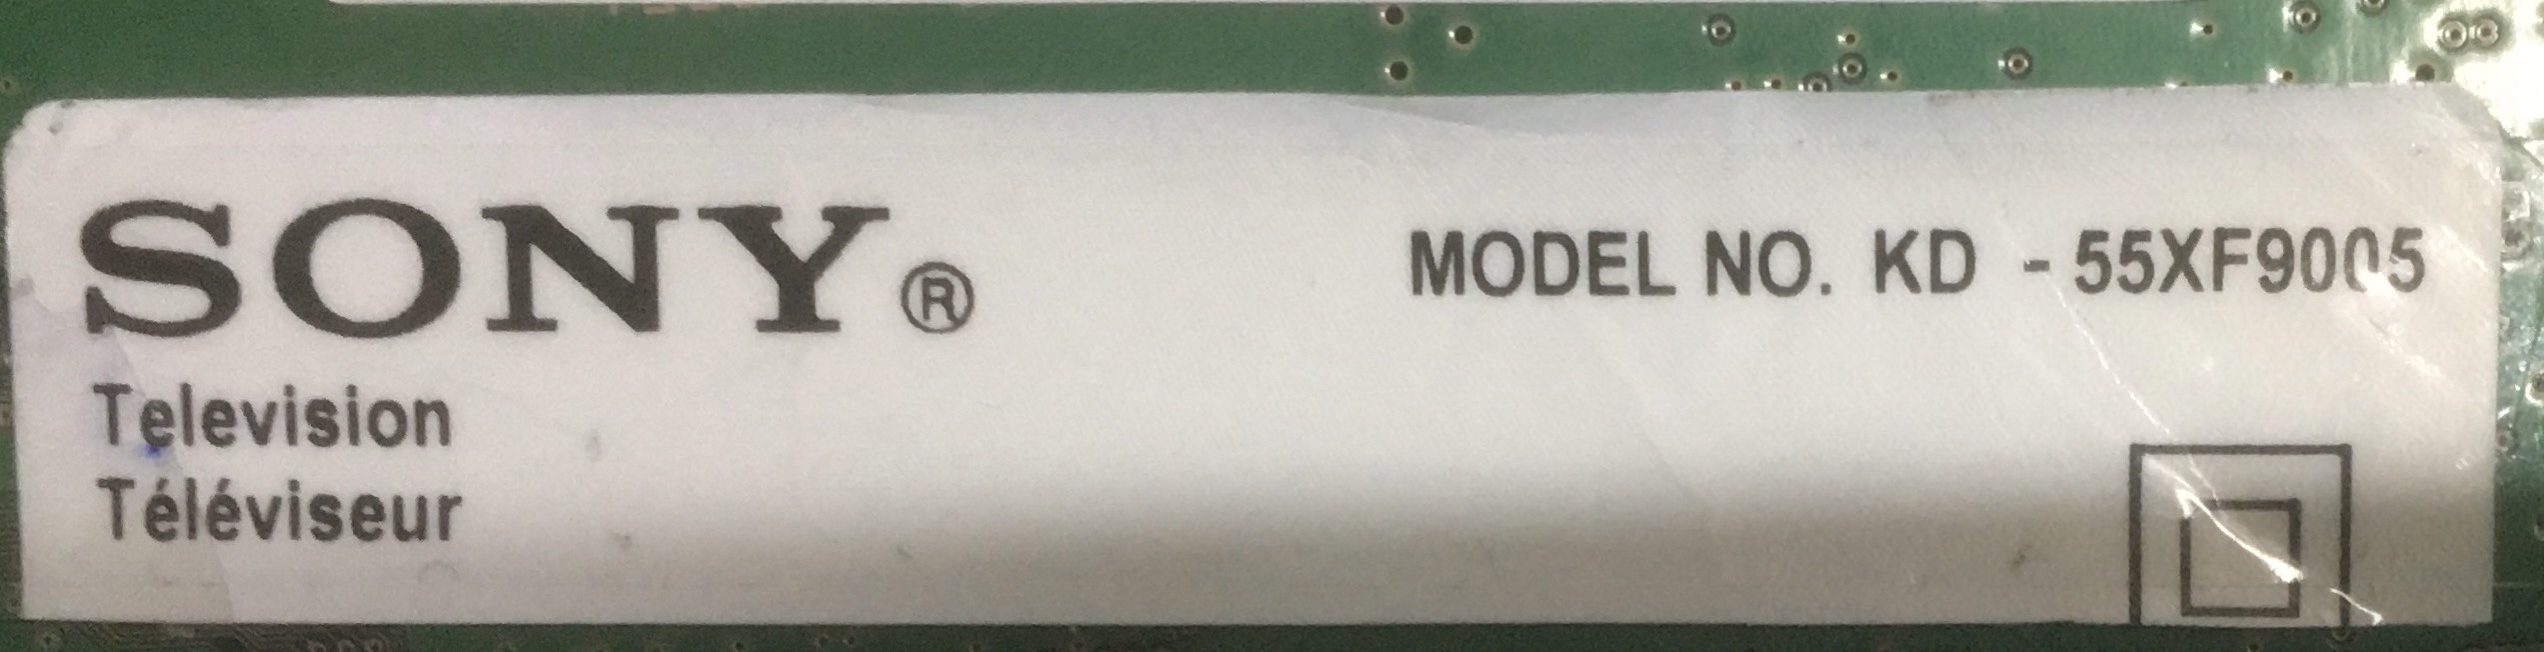 SONY® MODEL NO. KD - 55XF9005
Television
Téléviseur